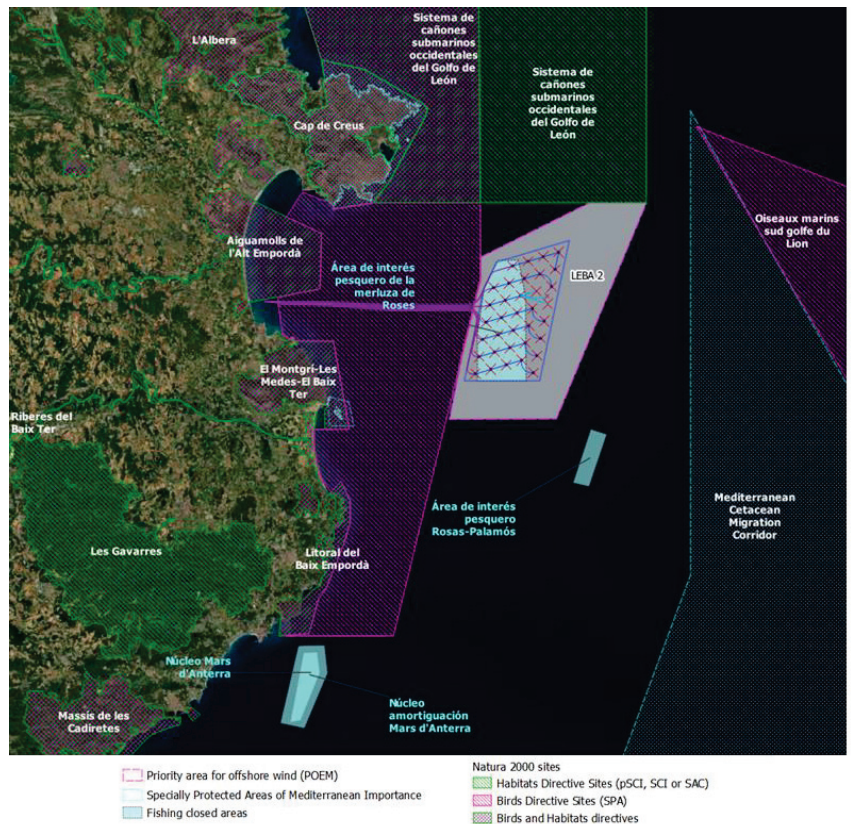 L'Albera
Sistema de
cañones
submarinos
occidentales
del Golfo de
León
Sistema de
cañones
submarinos
occidentales
del Golfo de
León
Cap de Creus
Oiseaux marins
sud golfe du
Lion
Aiguamolls de
l'Alt Empordà
Área de interés
pesquero de la
merluza de
Roses
LEBA 2
El Montgrí-Les
Medes-El Baix
Ter
Riberes del
Baix Ter
Área de interés
pesquero
Rosas-Palamós
Mediterranean
Cetacean
Migration
Corridor
Les Gavarres
Litoral del
Baix Empordà
Núcleo Mars
d'Anterra
Núcleo
amortiguación
Mars d'Anterra
Massís de les
Cadiretes
Priority area for offshore wind (POEM)
Specially Protected Areas of Mediterranean Importance
Fishing closed areas
Natura 2000 sites
Habitats Directive Sites (pSCI, SCI or SAC)
Birds Directive Sites (SPA)
Birds and Habitats directives